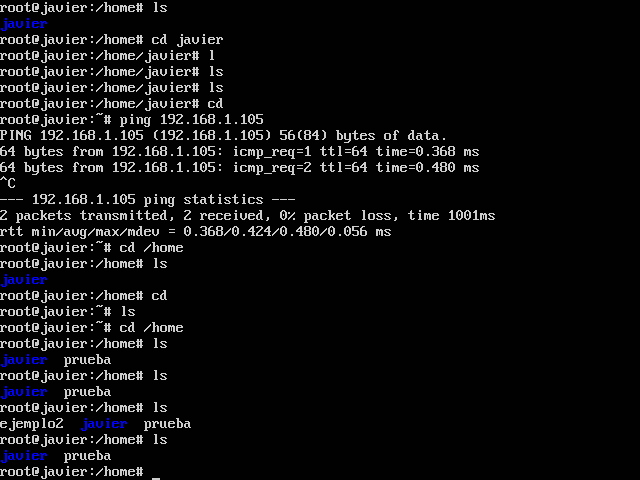 root@javier:/home# ls
javier
root@javier:/home# cd javier
root@javier:/home/javier# l
root@javier:/home/javier# ls
root@javier:/home/javier# ls
root@javier:/home/javier# cd
root@javier:~# ping 192.168.1.105
PING 192.168.1.105 (192.168.1.105) 56(84) bytes of data.
64 bytes from 192.168.1.105: icmp_req=1 ttl=64 time=0.368 ms
64 bytes from 192.168.1.105: icmp_req=2 ttl=64 time=0.480 ms
^C
--- 192.168.1.105 ping statistics ---
2 packets transmitted, 2 received, 0% packet loss, time 1001ms
rtt min/avg/max/mdev = 0.368/0.424/0.480/0.056 ms
root@javier:~# cd /home
root@javier:/home# ls
javier
root@javier:/home# cd
root@javier:~# ls
root@javier:~# cd /home
root@javier:/home# ls
javier  prueba
root@javier:/home# ls
javier  prueba
root@javier:/home# ls
ejemplo2  javier  prueba
root@javier:/home# ls
javier  prueba
root@javier:/home# _